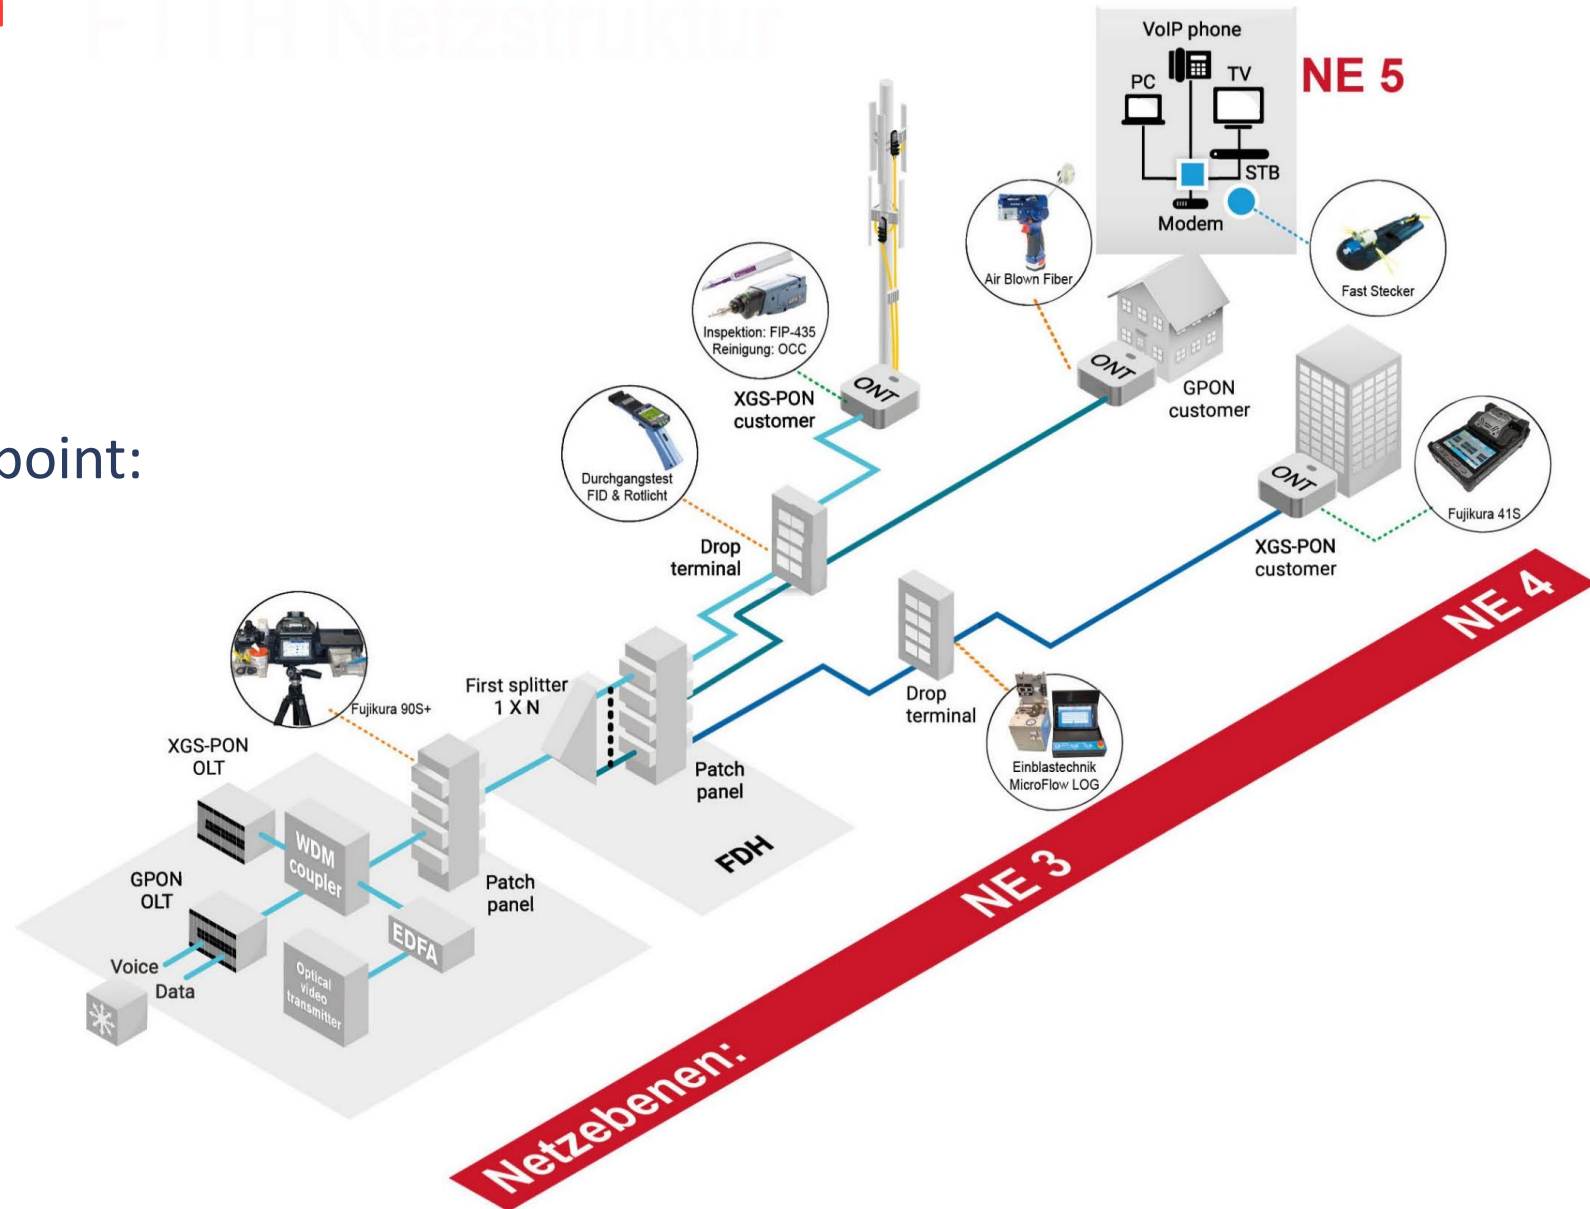 FTTH Netzstruktur
VoIP phone
PC
TV
STB
Modem
NE 5
Air Blown Fiber
Fast Stecker
Inspektion: FIP-435
Reinigung: OCC
ONT
XGS-PON
customer
ONT
GPON
customer
Durchgangstest
FID & Rotlicht
point:
Drop
terminal
ONT
Fujikura 41S
XGS-PON
customer
Drop
terminal
Fujikura 90S+
First splitter
1 X N
Patch
panel
Einblastechnik
MicroFlow LOG
XGS-PON
OLT
WDM
coupler
FDH
GPON
OLT
Patch
panel
EDFA
Voice
Data
Optical
video
transmitter
Netzebenen:
NE 3
NE 4